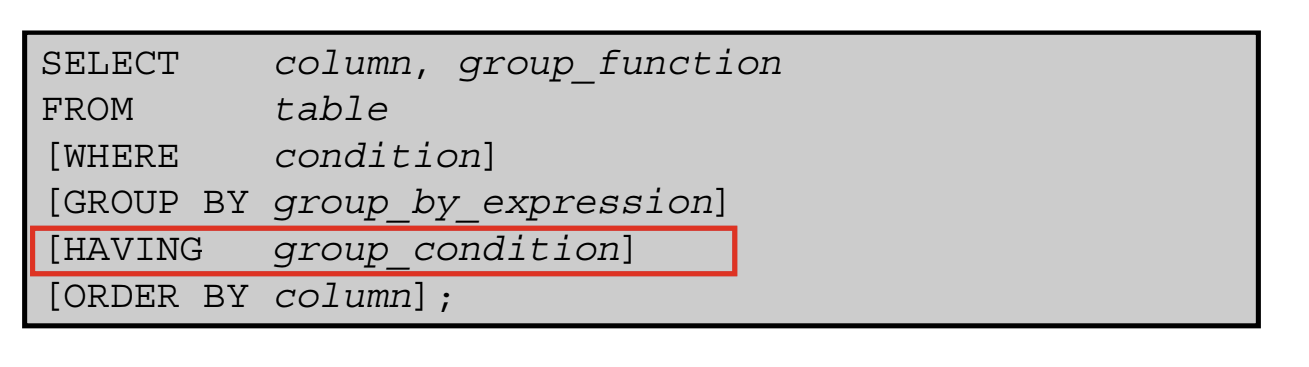 SELECT column, group_function
FROM table
[WHERE condition]
[GROUP BY group_by_expression]
[HAVING group_condition]
[ORDER BY column];